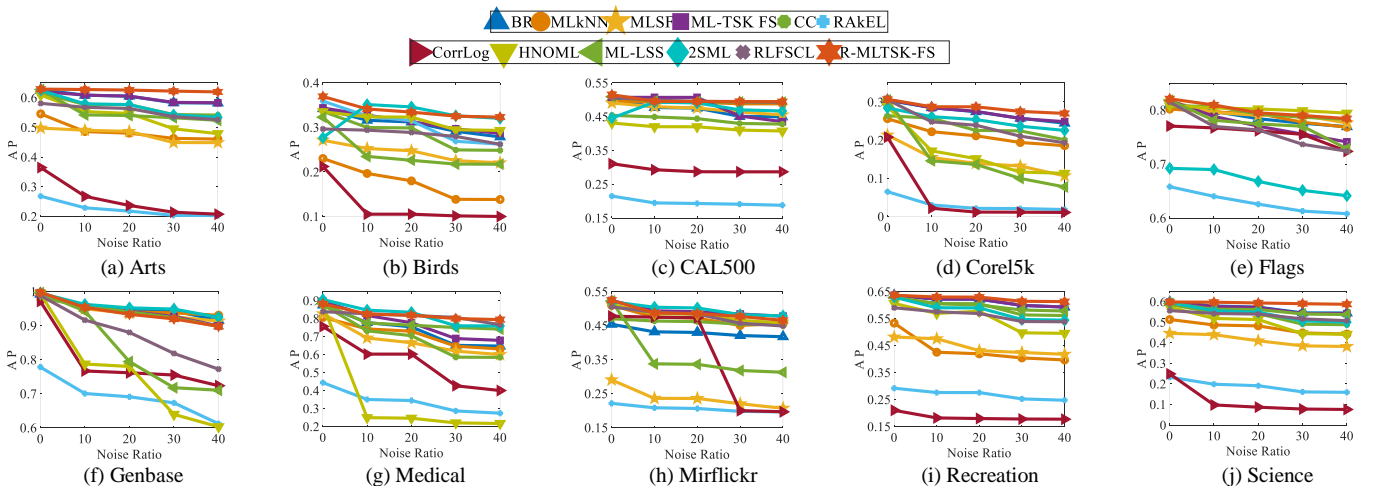 BR MLkNN MLSF ML-TSK FS CC RAkEL
CorrLog HNOML ML-LSS 2SML RLFSCL R-MLTSK-FS
AP
0.6
0.5
0.4
0.3
0.2
0 10 20 30 40
Noise Ratio
(a) Arts
0.4
0.3
0.2
0.1
0 10 20 30 40
Noise Ratio
(b) Birds
AP
0.55
0.45
0.35
0.25
0.15
0 10 20 30 40
Noise Ratio
(c) CAL500
AP
0.3
0.2
0.1
0
0 10 20 30 40
Noise Ratio
(d) Corel5k
AP
0.8
0.7
0.6
0 10 20 30 40
Noise Ratio
(e) Flags
AP
1
0.9
0.8
0.7
0.6
0 10 20 30 40
Noise Ratio
(f) Genbase
AP
0.9
0.8
0.7
0.6
0.5
0.4
0.3
0.2
0 10 20 30 40
Noise Ratio
(g) Medical
AP
0.55
0.45
0.35
0.25
0.15
0 10 20 30 40
Noise Ratio
(h) Mirflickr
AP
0.65
0.55
0.45
0.35
0.25
0.15
0 10 20 30 40
Noise Ratio
(i) Recreation
AP
0.6
0.5
0.4
0.3
0.2
0.1
0
0 10 20 30 40
Noise Ratio
(j) Science
AP